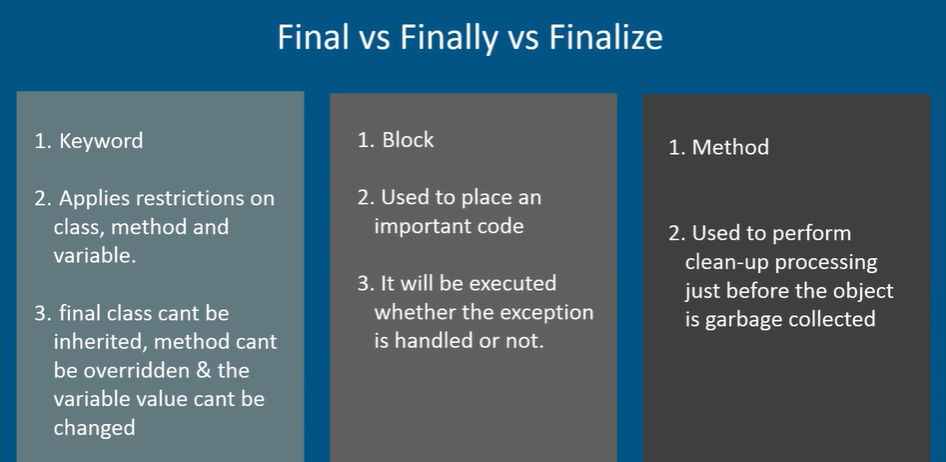 Final vs Finally vs Finalize
1. Keyword
2. Applies restrictions on
class, method and
variable.
3. final class cant be
inherited, method cant
be overridden & the
variable value cant be
changed
1. Block
2. Used to place an
important code
3. It will be executed
whether the exception
is handled or not.
1. Method
2. Used to perform
clean-up processing
just before the object
is garbage collected